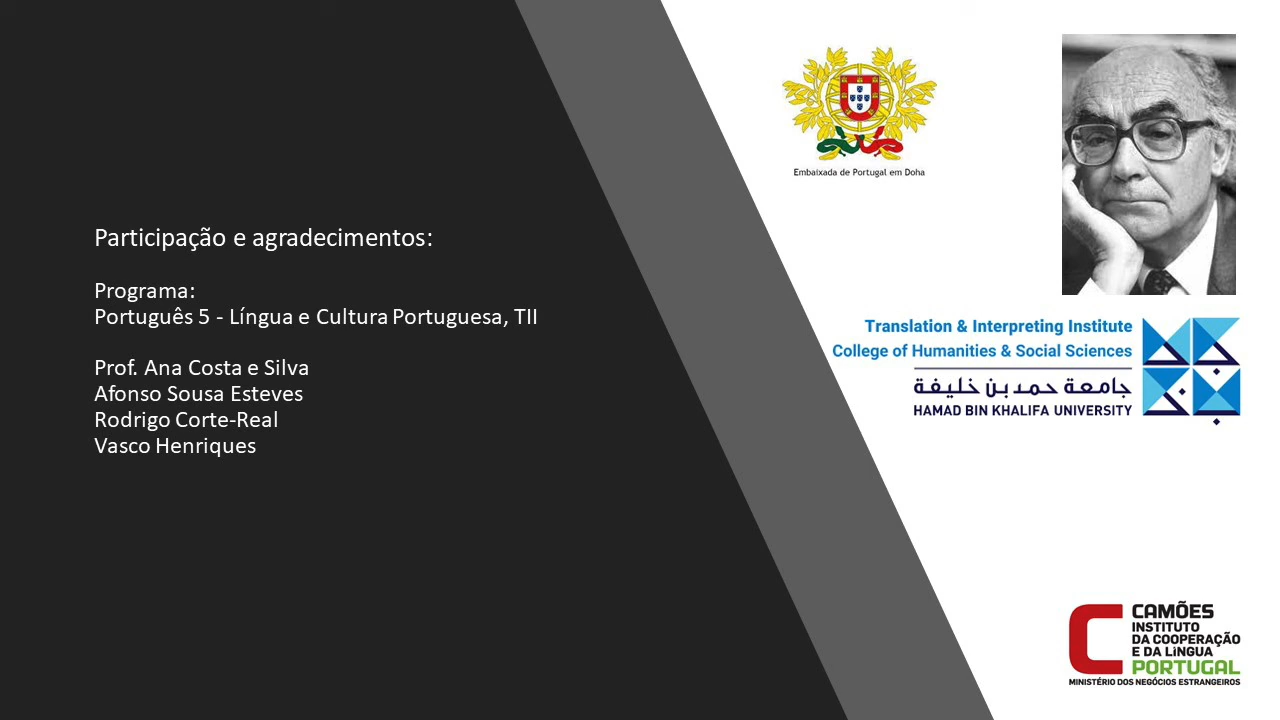 Participação e agradecimentos:
Programa:
Português 5 - Língua e Cultura Portuguesa, TII
Prof. Ana Costa e Silva
Afonso Sousa Esteves
Rodrigo Corte-Real
Vasco Henriques
Embaixada de Portugal em Doha
Translation & Interpreting Institute
College of Humanities & Social Sciences
جامعة حمد بن خليفة
HAMAD BIN KHALIFA UNIVERSITY
CAMÕES
INSTITUTO
DA COOPERAÇÃO
E DA LÍNGUA
PORTUGAL
MINISTÉRIO DOS NEGÓCIOS ESTRANGEIROS